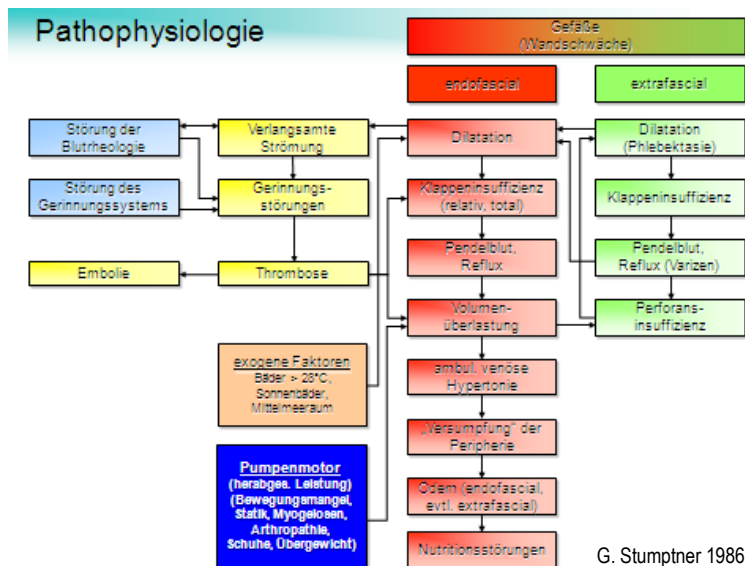 Pathophysiologie
Gefäße
(Wandschwäche)
endofascial
extrafascial
Störung der
Blutrheologie
Verlangsamte
Strömung
Dilatation
Dilatation
(Phlebektasie)
Störung des
Gerinnungssystems
Gerinnungs-
störungen
Klappeninsuffizienz
(relativ, total)
Klappeninsuffizienz
Pendelblut,
Reflux
Pendelblut,
Reflux (Varizen)
Embolie
Thrombose
Volumen-
überlastung
Perforans-
insuffizienz
exogene Faktoren
Bäder > 28°C,
Sonnenbäder,
Mittelmeeraum
ambul. venöse
Hypertonie
„Versumpfung“ der
Peripherie
Pumpenmotor
(herabges. Leistung)
(Bewegungsmangel,
Statik, Myogelosen,
Arthropathie,
Schuhe, Übergewicht)
Ödem (endofascial,
evtl. extrafascial)
Nutritionsstörungen
G. Stumptner 1986